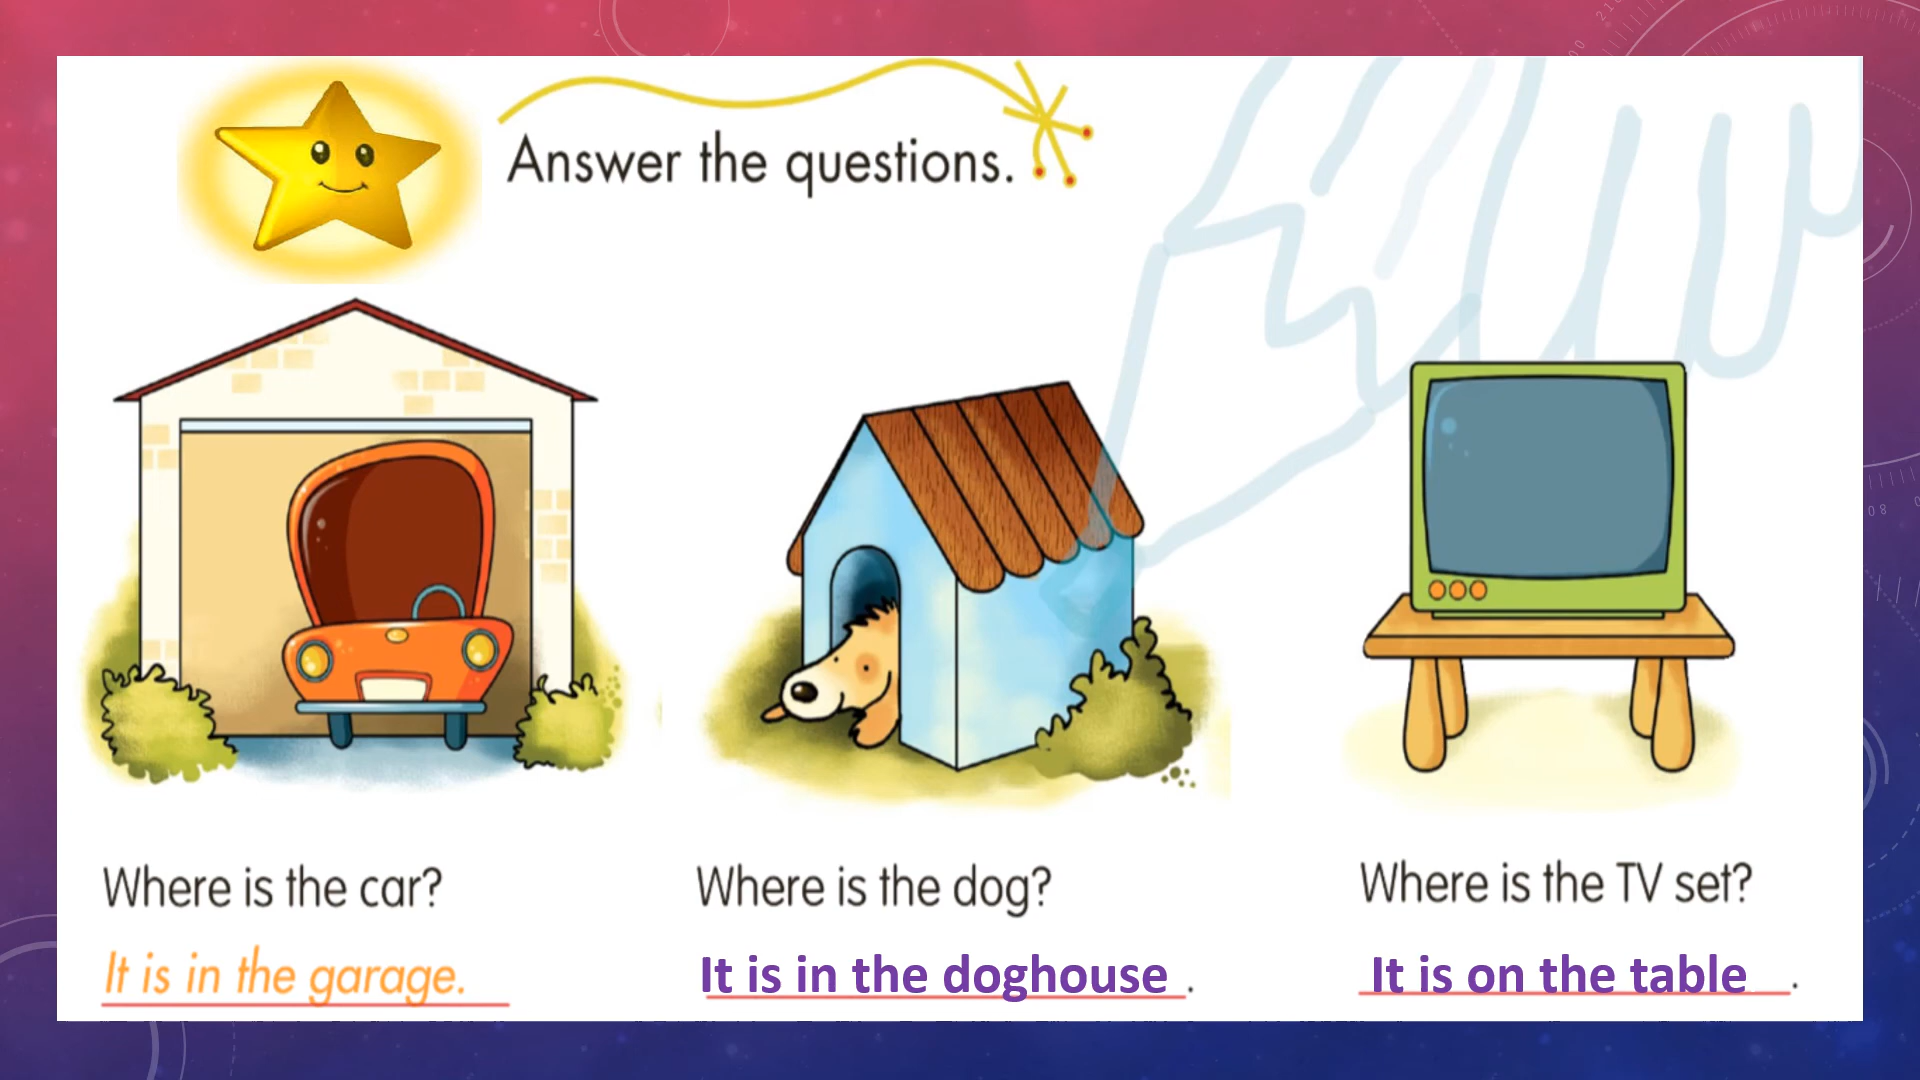 Answer the questions.
Where is the car?
It is in the garage.
Where is the dog?
It is in the doghouse .
Where is the TV set?
It is on the table .